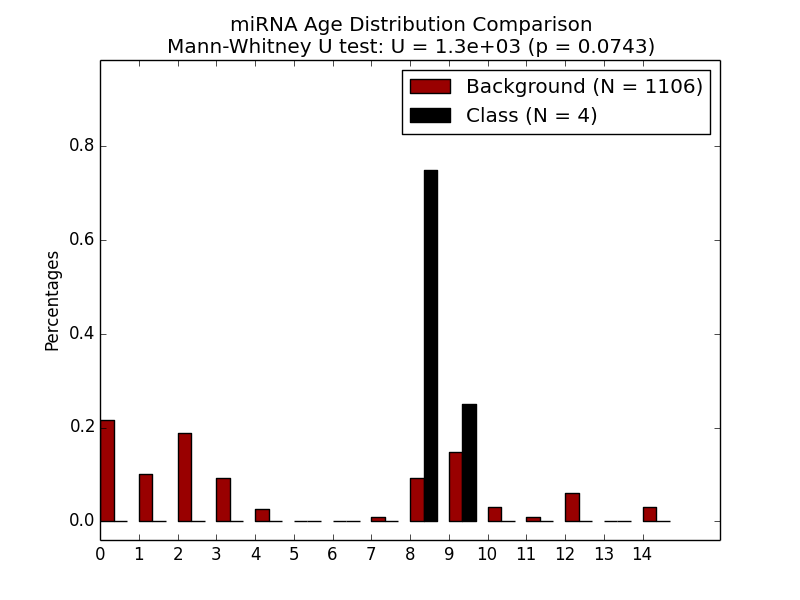 miRNA Age Distribution Comparison
Mann-Whitney U test: U = 1.3e+03 (p = 0.0743)
Background (N = 1106)
Class (N = 4)
Percentages
0.8
0.6
0.4
0.2
0.0
0 1 2 3 4 5 6 7 8 9 10 11 12 13 14